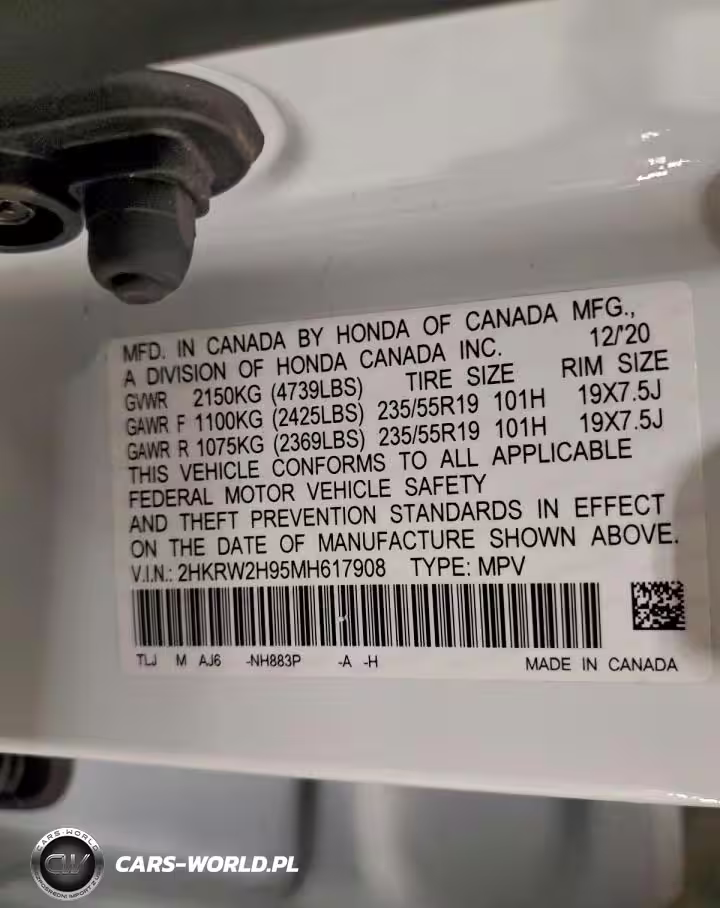 MFD. IN CANADA BY HONDA OF CANADA MFG.,
A DIVISION OF HONDA CANADA INC. 12/'20
GVWR 2150KG (4739LBS) TIRE SIZE RIM SIZE
GAWR F 1100KG (2425LBS) 235/55R19 101H 19X7.5J
GAWR R 1075KG (2369LBS) 235/55R19 101H 19X7.5J
THIS VEHICLE CONFORMS TO ALL APPLICABLE
FEDERAL MOTOR VEHICLE SAFETY
AND THEFT PREVENTION STANDARDS IN EFFECT
ON THE DATE OF MANUFACTURE SHOWN ABOVE.
V.I.N.: 2HKRW2H95MH617908 TYPE: MPV
TLJ M AJ6 -NH883P -A -H MADE IN CANADA
CARS-WORLD
CW
CARS-WORLD.PL